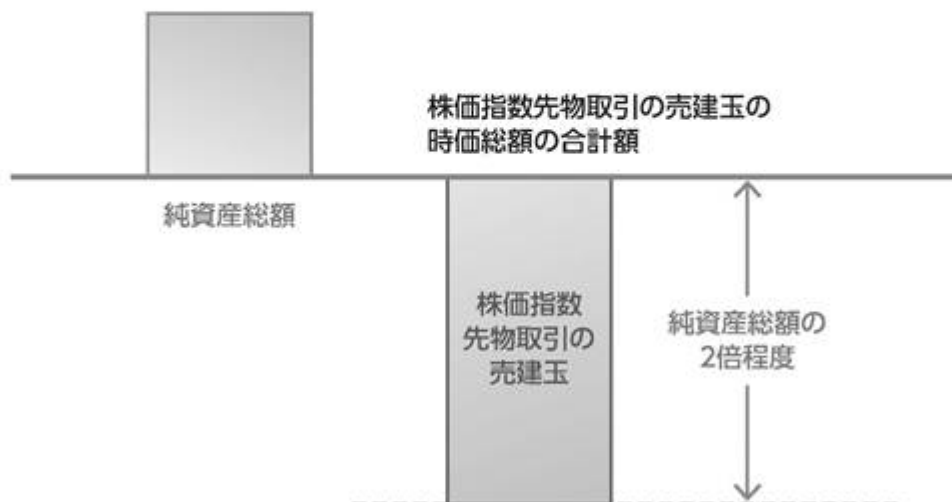 株価指数先物取引の売建玉の
時価総額の合計額
純資産総額
株価指数
先物取引の
売建玉
純資産総額の
2倍程度